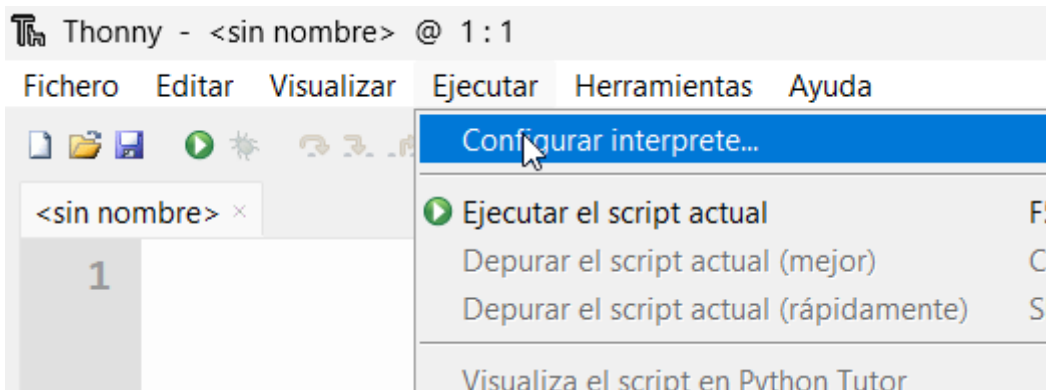 Thonny - <sin nombre> @ 1 : 1
Fichero Editar Visualizar Ejecutar Herramientas Ayuda
Configurar interprete...
<sin nombre> ×
Ejecutar el script actual
1
Depurar el script actual (mejor)
Depurar el script actual (rápidamente)
Visualiza el script en Python Tutor